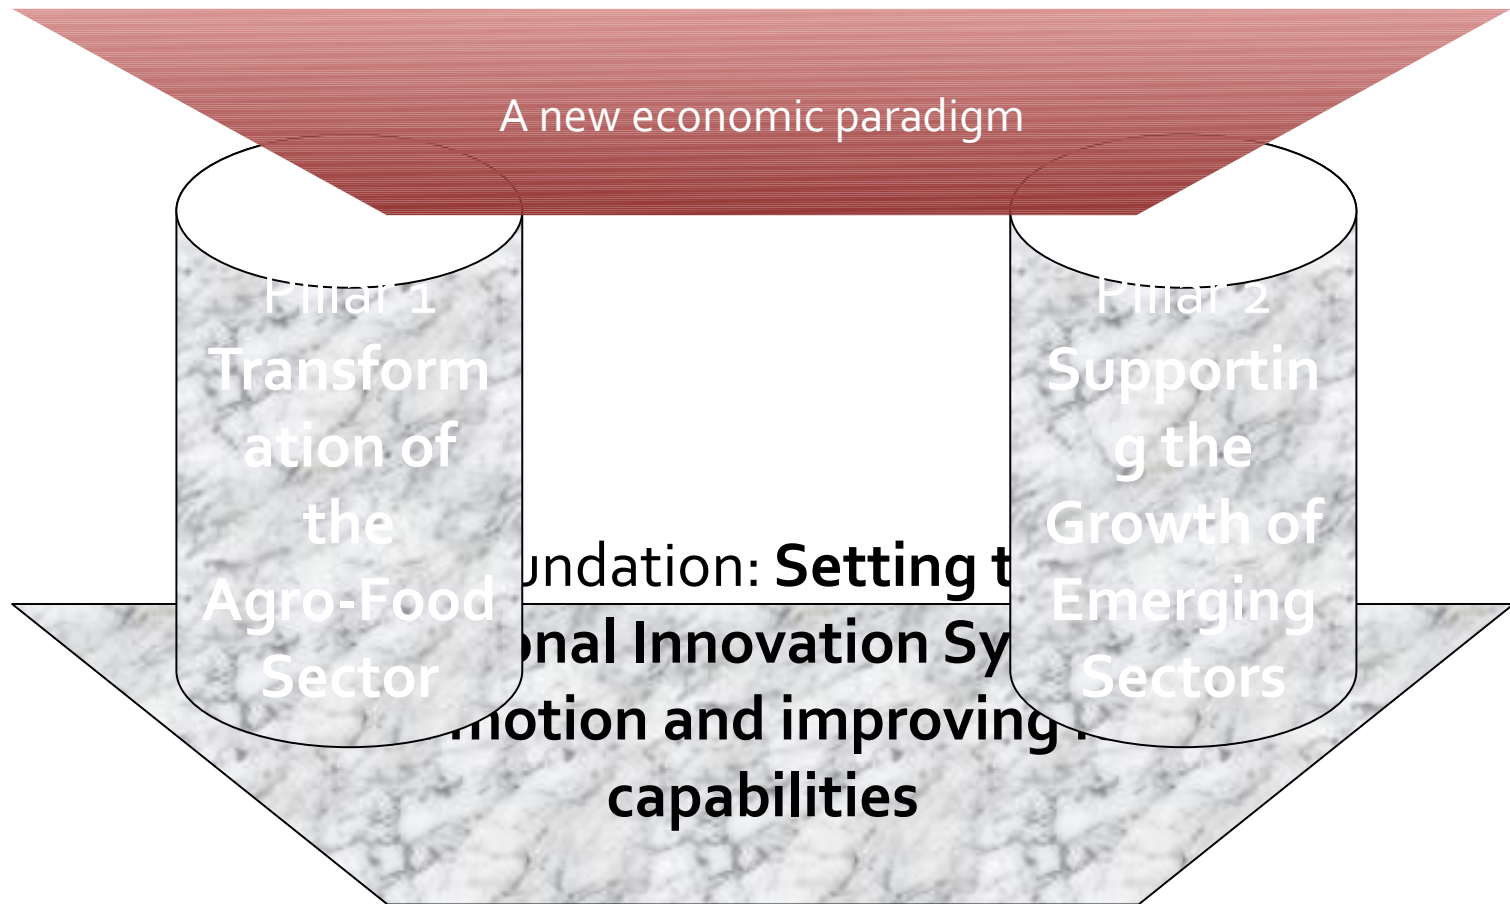 A new economic paradigm
Pillar 1
Transform
ation of
the
Agro-Food
Sector
Pillar 2
Supportin
g the
Growth of
Emerging
Sectors
undation: Setting t
onal Innovation Sy
motion and improving
capabilities